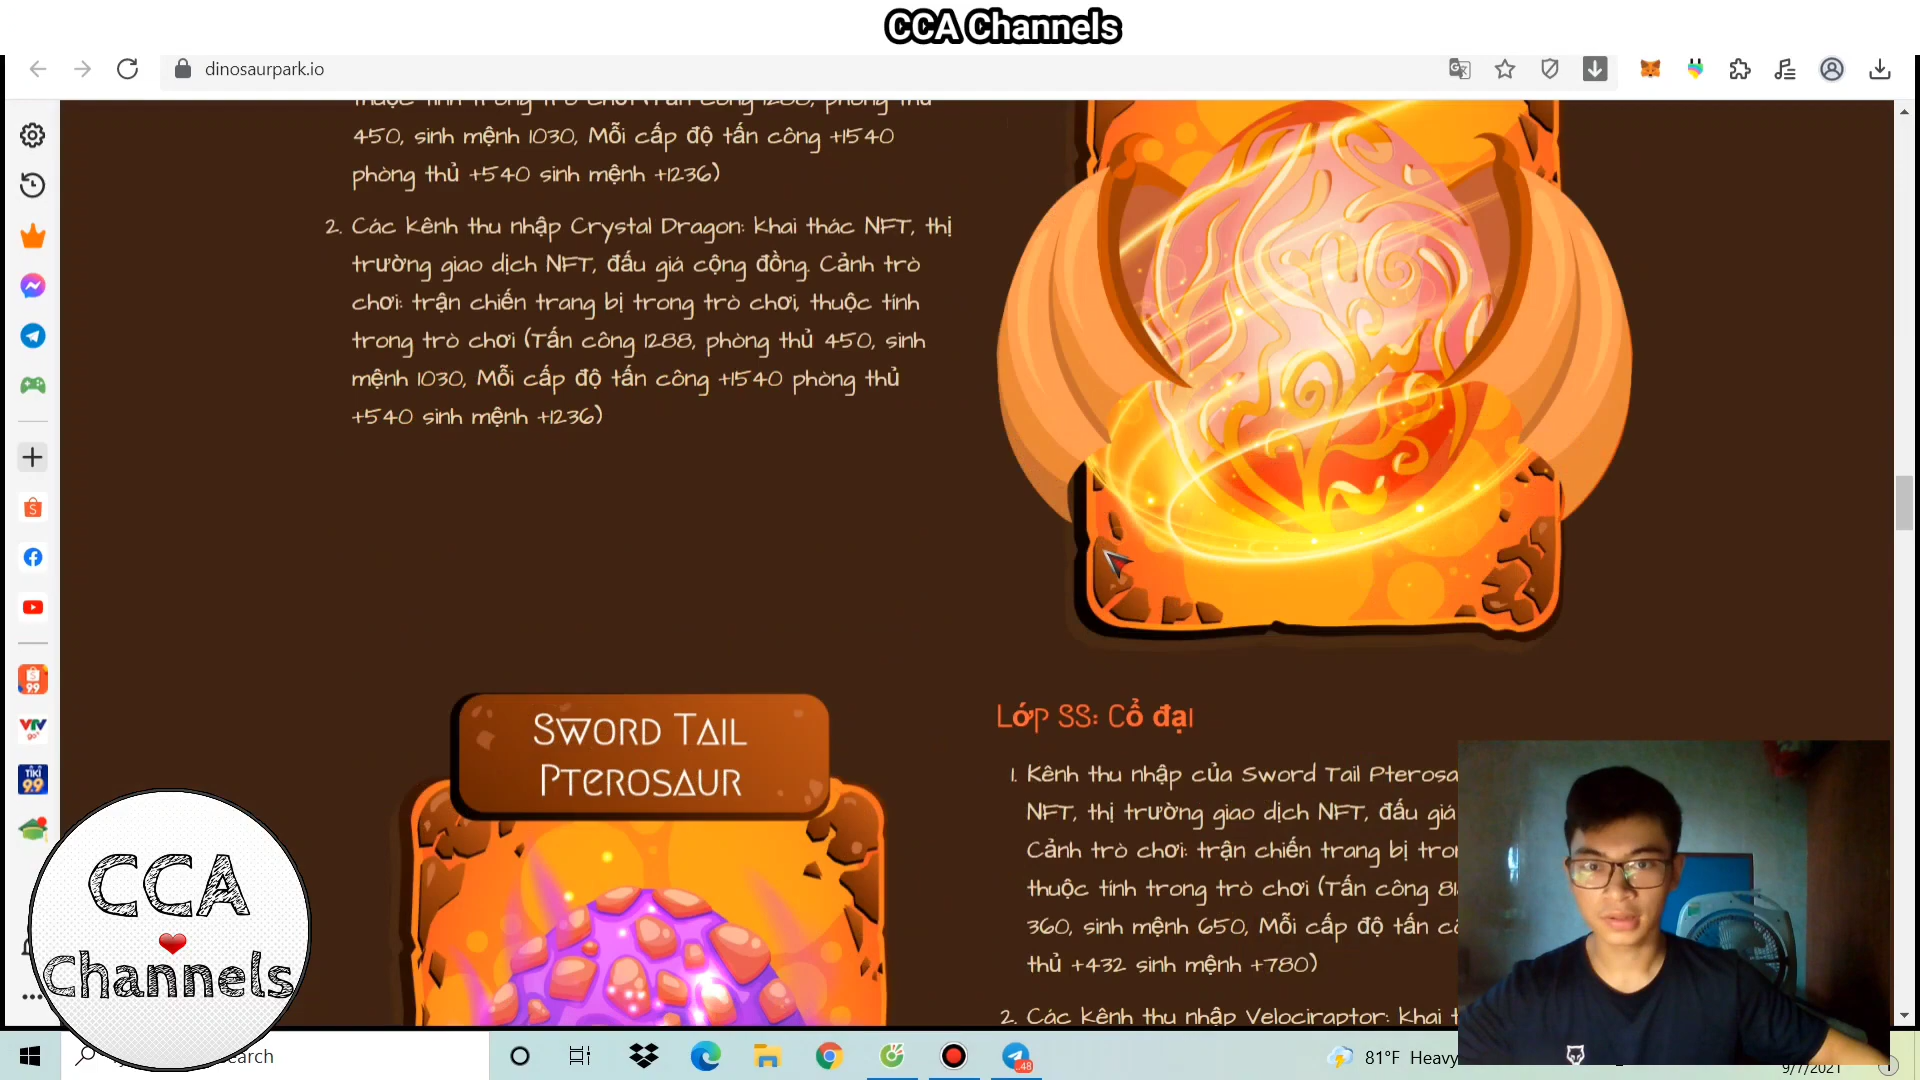 CCA Channels
dinosaurpark.io
450, sinh mệnh 1030, Mỗi cấp độ tấn công +1540
phòng thủ +540 sinh mệnh +1236)
2. Các kênh thu nhập Crystal Dragon: khai thác NFT, thị
trường giao dịch NFT, đấu giá cộng đồng. Cảnh trò
chơi: trận chiến trang bị trong trò chơi, thuộc tính
trong trò chơi (Tấn công 1288, phòng thủ 450, sinh
mệnh 1030, Mỗi cấp độ tấn công +1540 phòng thủ
+540 sinh mệnh +1236)
Sword Tail
Pterosaur
Lớp SS: Cổ đại
1. Kênh thu nhập của Sword Tail
NFT, thị trường giao dịch NFT, đấu giá
Cảnh trò chơi: trận chiến trang bị
thuộc tính trong trò chơi (Tấn công
360, sinh mệnh 650, Mỗi cấp độ tấn
thủ +432 sinh mệnh +780)
2. Các kênh thu nhập Velociraptor: khai
CCA
Channels
81°F Heavy
9/7/2021